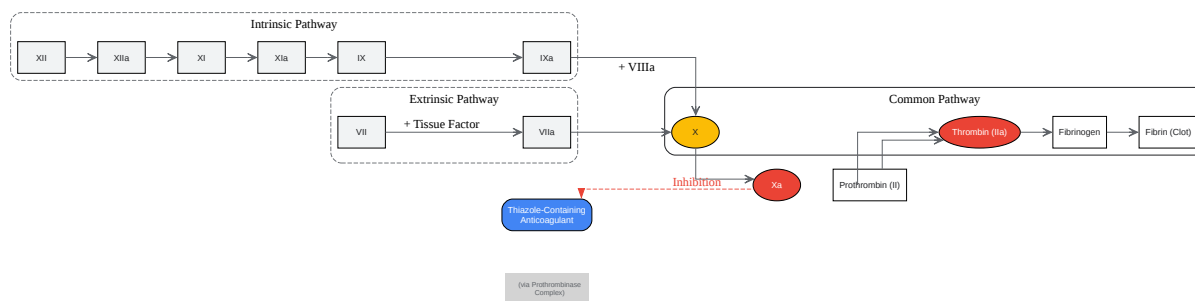 Intrinsic Pathway
XII
XIIa
XI
XIa
IX
IXa
+ VIIIa
Extrinsic Pathway
+ Tissue Factor
VII
VIIa
Common Pathway
X
Thrombin (IIa)
Fibrinogen
Fibrin (Clot)
Inhibition
Xa
Prothrombin (II)
Thiazole-Containing
Anticoagulant
(via Prothrombinase
Complex)